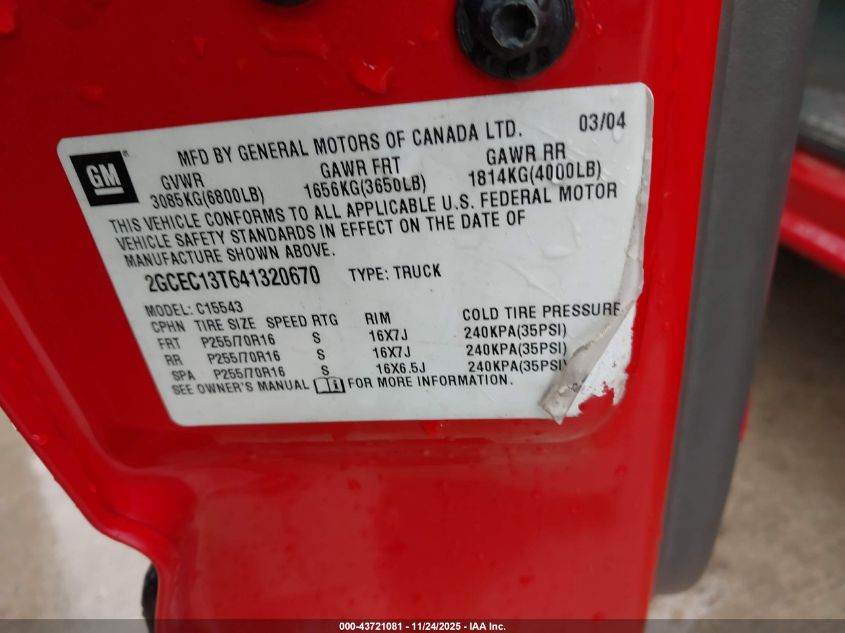 GM
MFD BY GENERAL MOTORS OF CANADA LTD. 03/04
GVWR GAWR FRT GAWR RR
3085KG(6800LB) 1656KG(3650LB) 1814KG(4000LB)
THIS VEHICLE CONFORMS TO ALL APPLICABLE U.S. FEDERAL MOTOR
VEHICLE SAFETY STANDARDS IN EFFECT ON THE DATE OF
MANUFACTURE SHOWN ABOVE.
2GCEC13T641320670 TYPE: TRUCK
MODEL: C15543
CPHN TIRE SIZE SPEED RTG RIM COLD TIRE PRESSURE
FRT P255/70R16 S 16X7J 240KPA(35PSI)
RR P255/70R16 S 16X7J 240KPA(35PSI)
SPA P255/70R16 S 16X6.5J 240KPA(35PSI)
SEE OWNER'S MANUAL FOR MORE INFORMATION.
000-43721081 - 11/24/2025 - IAA Inc.